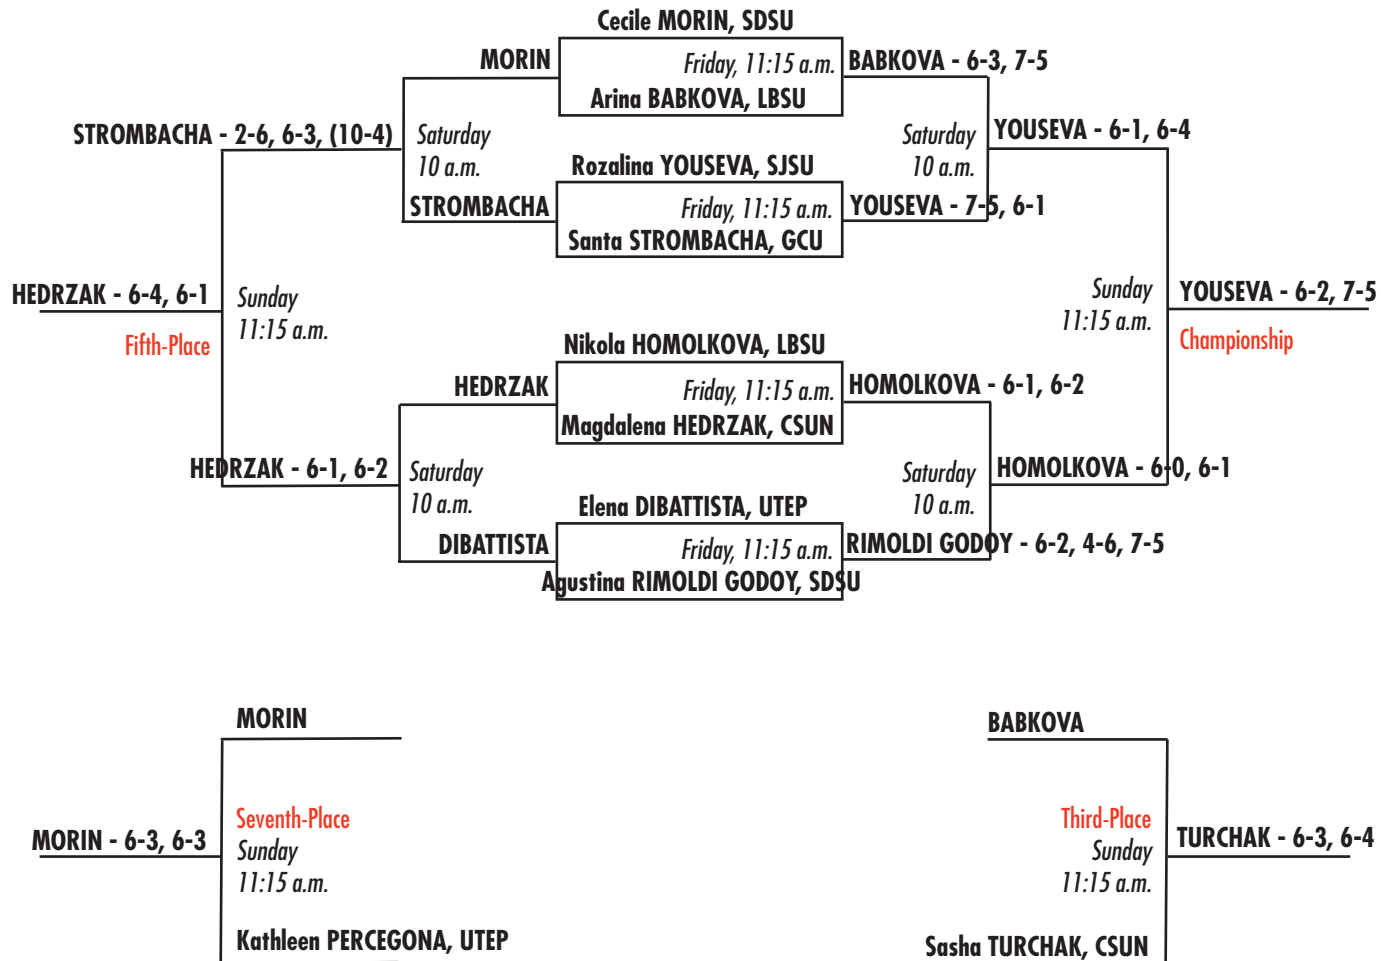 Cecile MORIN, SDSU
MORIN
Friday, 11:15 a.m.
BABKOVA - 6-3, 7-5
Arina BABKOVA, LBSU
STROMBACHA - 2-6, 6-3, (10-4)
Saturday
10 a.m.
Saturday
10 a.m.
YOUSEVA - 6-1, 6-4
Rozalina YOUSEVA, SJSU
STROMBACHA
Friday, 11:15 a.m.
YOUSEVA - 7-5, 6-1
Santa STROMBACHA, GCU
HEDRZAK - 6-4, 6-1
Sunday
11:15 a.m.
Fifth-Place
Sunday
11:15 a.m.
YOUSEVA - 6-2, 7-5
Championship
Nikola HOMOLKOVA, LBSU
HEDRZAK
Friday, 11:15 a.m.
HOMOLKOVA - 6-1, 6-2
Magdalena HEDRZAK, CSUN
HEDRZAK - 6-1, 6-2
Saturday
10 a.m.
Saturday
10 a.m.
HOMOLKOVA - 6-0, 6-1
Elena DIBATTISTA, UTEP
DIBATTISTA
Friday, 11:15 a.m.
RIMOLDI GODOY - 6-2, 4-6, 7-5
Agustina RIMOLDI GODOY, SDSU
MORIN
BABKOVA
Seventh-Place
MORIN - 6-3, 6-3
Sunday
11:15 a.m.
Third-Place
Sunday
11:15 a.m.
TURCHAK - 6-3, 6-4
Kathleen PERCEGONA, UTEP
Sasha TURCHAK, CSUN